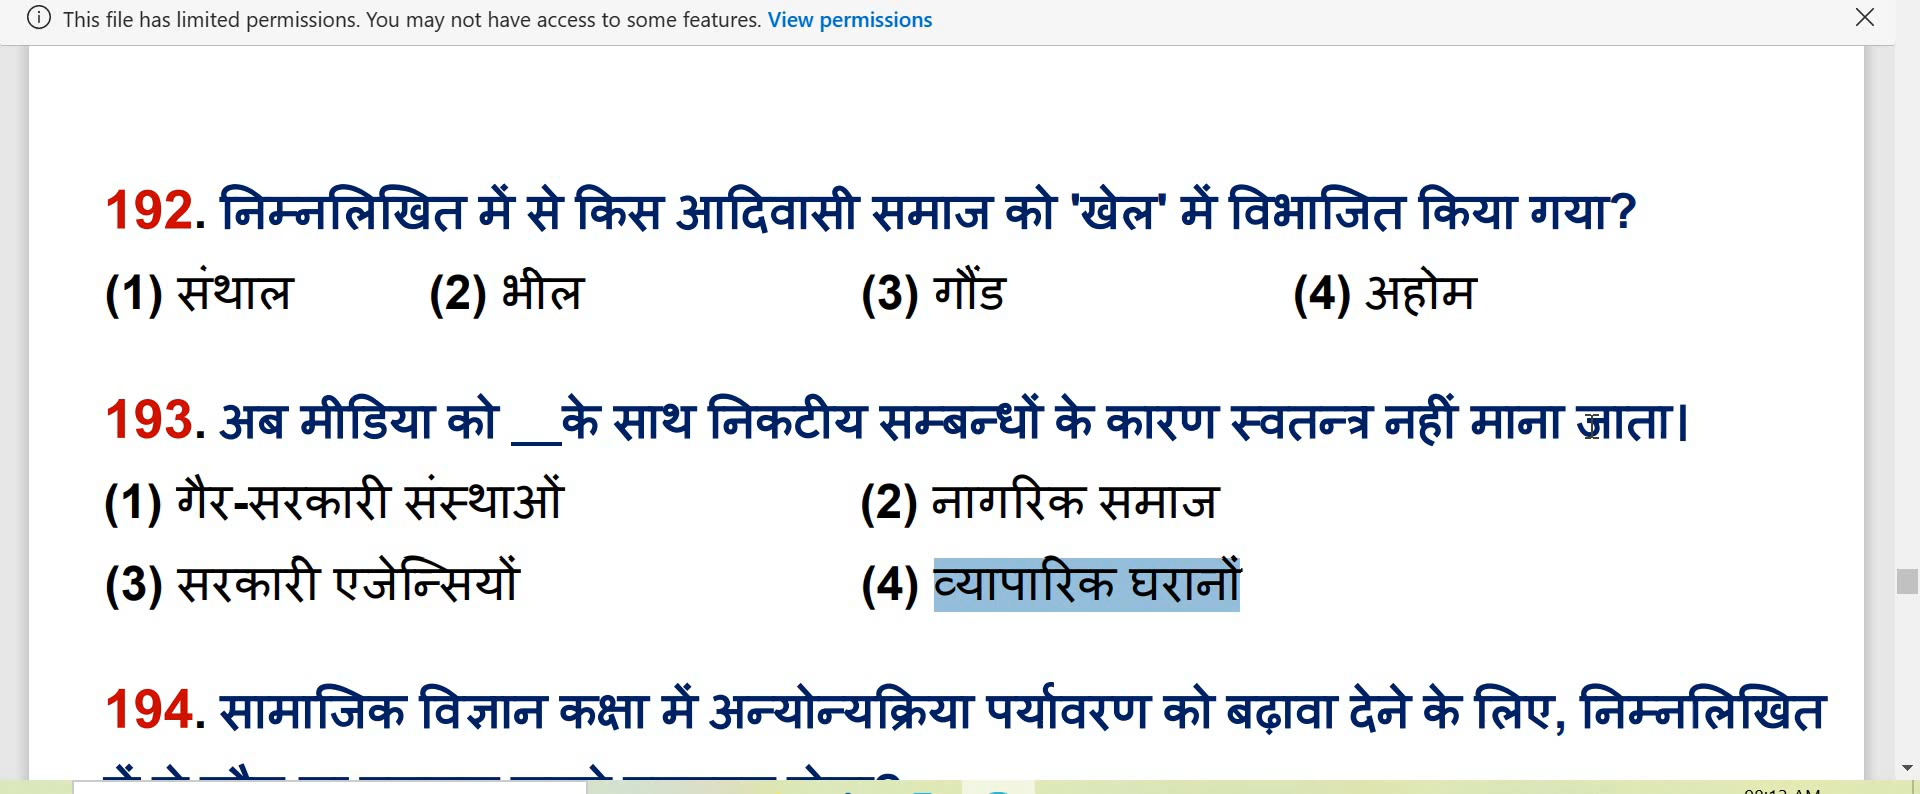 This file has limited permissions. You may not have access to some features. View permissions
192. निम्नलिखित में से किस आदिवासी समाज को 'खेल' में विभाजित किया गया?
(1) संथाल (2) भील (3) गौंड (4) अहोम
193. अब मीडिया को __के साथ निकटीय सम्बन्धों के कारण स्वतन्त्र नहीं माना जाता।
(1) गैर-सरकारी संस्थाओं (2) नागरिक समाज
(3) सरकारी एजेन्सियों (4) व्यापारिक घरानों
194. सामाजिक विज्ञान कक्षा में अन्योन्यक्रिया पर्यावरण को बढ़ावा देने के लिए, निम्नलिखित